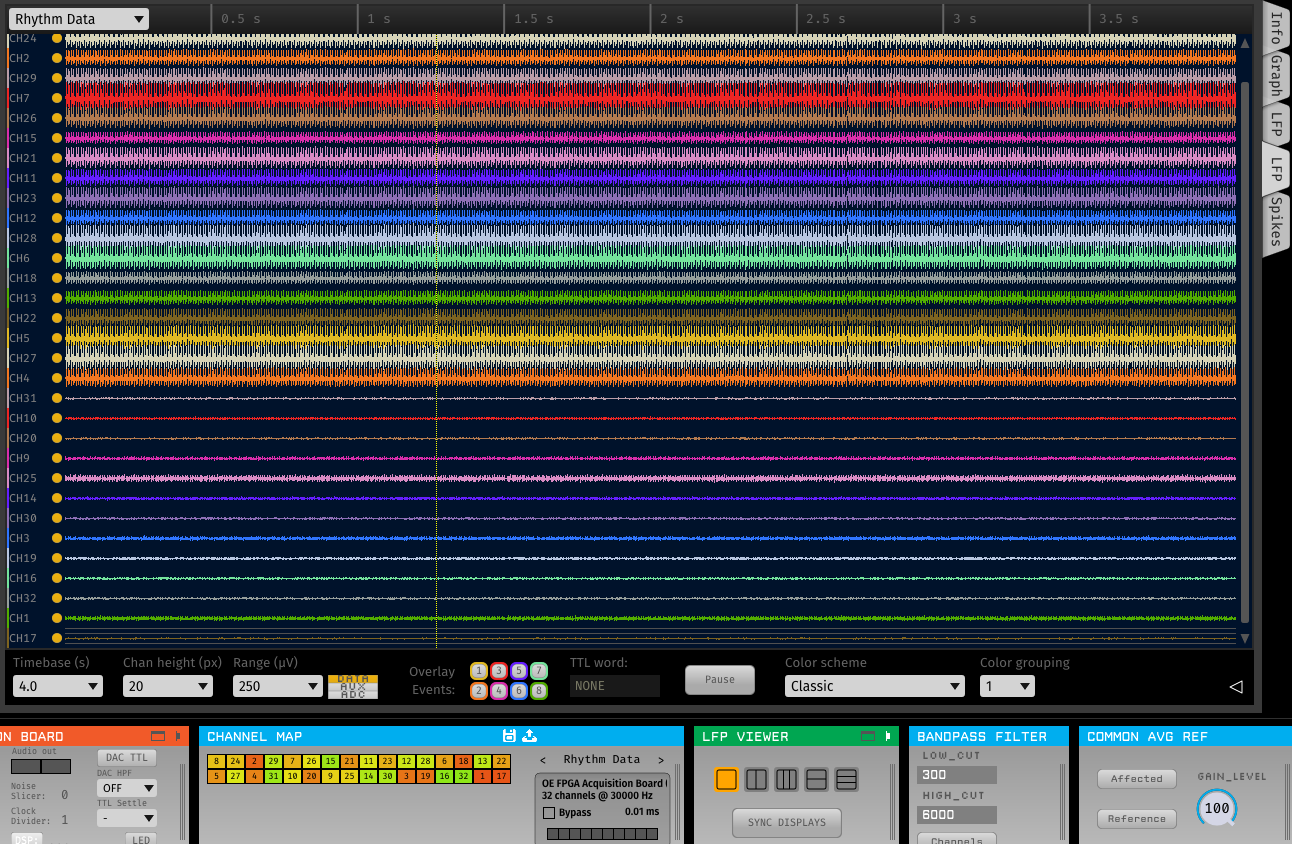 Rhythm Data
0.5 s 1 s 1.5 s 2 s 2.5 s 3 s 3.5 s
Info
Graph
LFP
LFP
Spikes
CH24
CH2
CH29
CH7
CH26
CH15
CH21
CH11
CH23
CH12
CH28
CH6
CH18
CH13
CH22
CH5
CH27
CH4
CH31
CH10
CH20
CH9
CH25
CH14
CH30
CH3
CH19
CH16
CH32
CH1
CH17
Timebase (s) Chan height (px) Range (µV) Overlay Events: TTL word: Color scheme Color grouping
4.0 20 250 DATA AUX ADC 1 3 5 7 NONE Pause Classic 1
2 4 6 8
ON BOARD
Audio out
DAC TTL
DAC HPF
OFF
Noise Slicer: 0
TTL Settle
-
Clock Divider: 1
DSP:
LED
CHANNEL MAP
8 24 2 29 7 26 15 21 11 23 12 28 6 18 13 22
5 27 4 31 10 20 9 25 14 30 3 19 16 32 1 17
< Rhythm Data >
OE FPGA Acquisition Board
32 channels @ 30000 Hz
Bypass 0.01 ms
LFP VIEWER
SYNC DISPLAYS
BANDPASS FILTER
LOW_CUT
300
HIGH_CUT
6000
Channels
COMMON AVG REF
Affected
Reference
GAIN_LEVEL
100